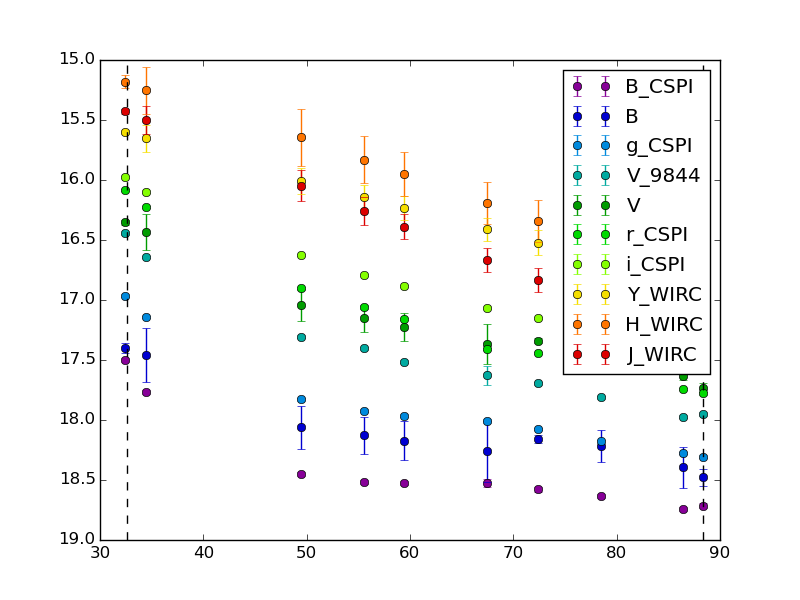 15.0
15.5
16.0
16.5
17.0
17.5
18.0
18.5
19.0
30 40 50 60 70 80 90
B_CSPI
B
g_CSPI
V_9844
V
r_CSPI
i_CSPI
Y_WIRC
H_WIRC
J_WIRC